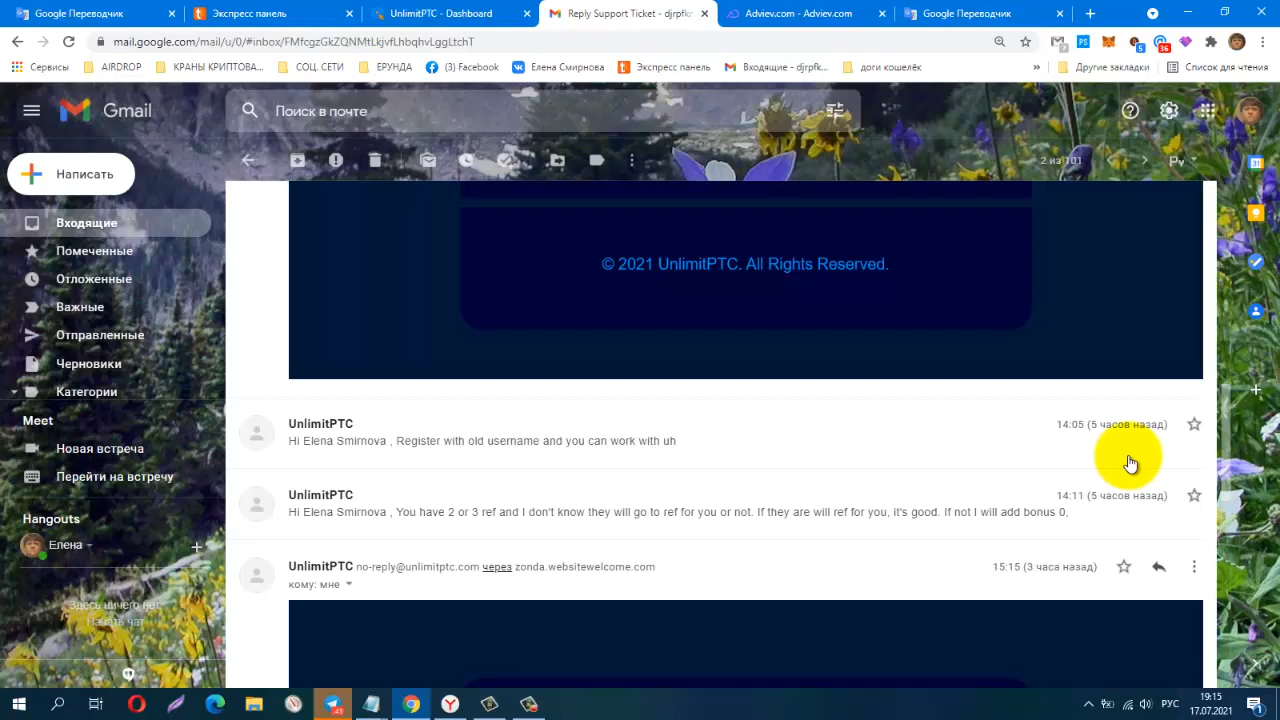 Google Переводчик
Экспресс панель
UnlimitPTC - Dashboard
Reply Support Ticket - djrpfk
Adviev.com - Adviev.com
Google Переводчик
mail.google.com/mail/u/0/#inbox/FMfcgzGkZQNMtLkjvfLhbqhvLggLtchT
7
5
36
Сервисы
AIRDROP
КРАНЫ КРИПТОВА...
СОЦ. СЕТИ
ЕРУНДА
(3) Facebook
Елена Смирнова
Экспресс панель
Входящие - djrpfk...
доги кошелёк
»
Другие закладки
Список для чтения
Gmail
Поиск в почте
Написать
2 из 101
31
Входящие
Помеченные
Отложенные
Важные
Отправленные
Черновики
Категории
Meet
Новая встреча
Перейти на встречу
Hangouts
Елена
Здесь ничего нет
Начать чат
© 2021 UnlimitPTC. All Rights Reserved.
UnlimitPTC
14:05 (5 часов назад)
Hi Elena Smirnova , Register with old username and you can work with uh
UnlimitPTC
14:11 (5 часов назад)
Hi Elena Smirnova , You have 2 or 3 ref and I don't know they will go to ref for you or not. If they are will ref for you, it's good. If not I will add bonus 0,
UnlimitPTC no-reply@unlimitptc.com через zonda.websitewelcome.com
15:15 (3 часа назад)
кому: мне
РУС
19:15
17.07.2021